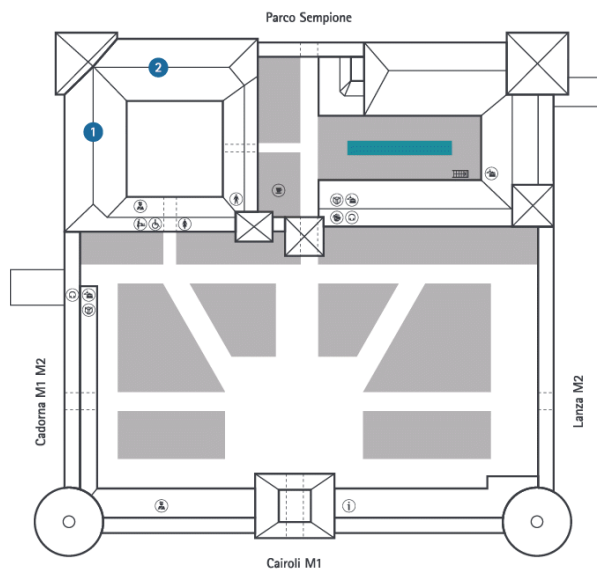 Parco Sempione
2
1
Cadorna M1 M2
Lanza M2
i
Cairoli M1